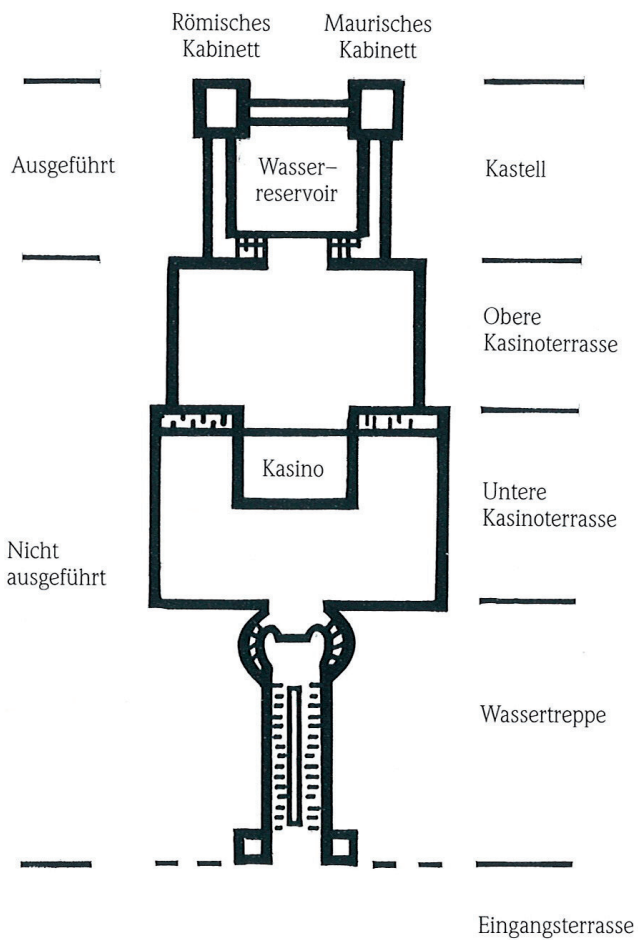 Römisches
Kabinett
Maurisches
Kabinett
Ausgeführt
Wasser–
reservoir
Kastell
Obere
Kasinoterrasse
Kasino
Untere
Kasinoterrasse
Nicht
ausgeführt
Wassertreppe
Eingangsterrasse